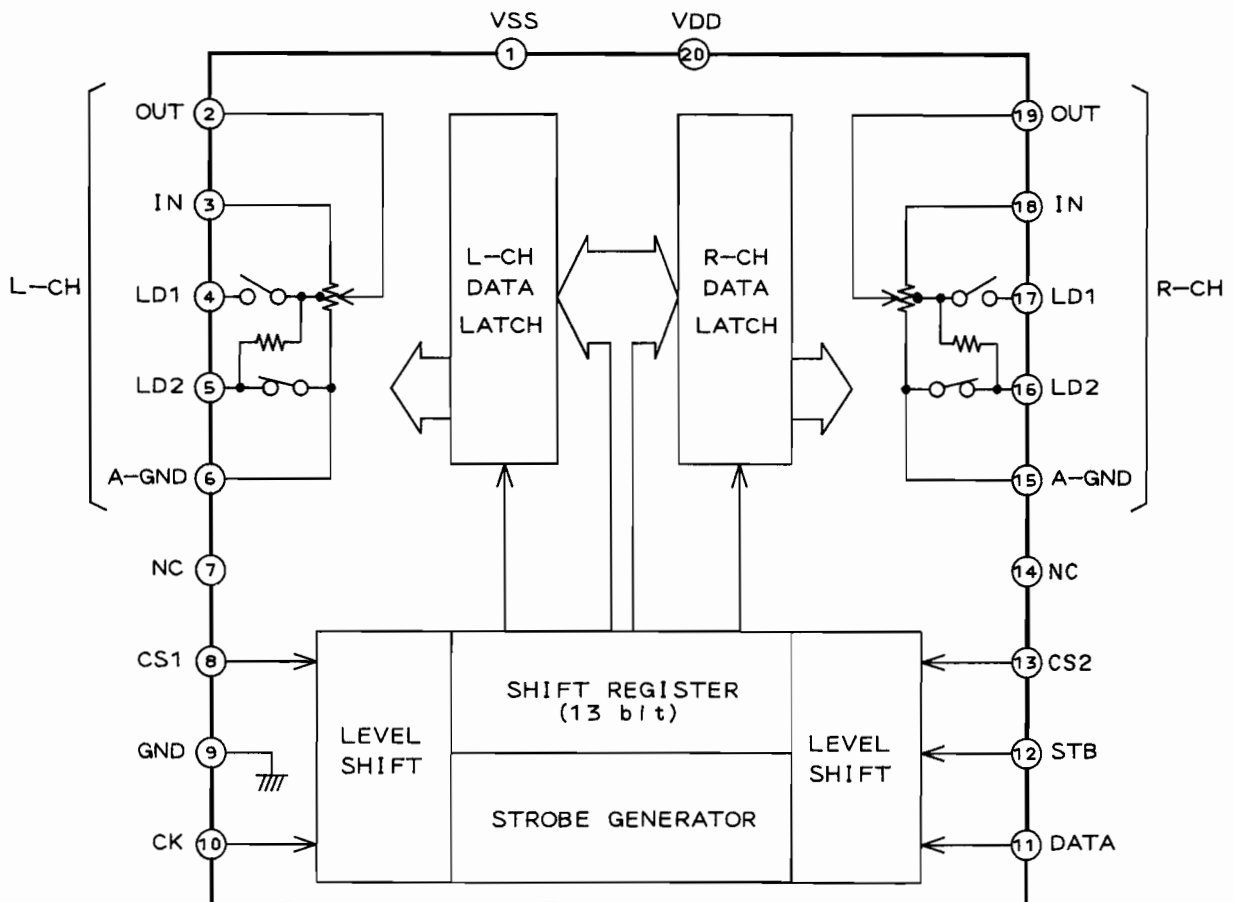 VSS
VDD
1
20
L-CH
OUT
2
IN
3
LD1
4
LD2
5
A-GND
6
NC
7
CS1
8
GND
9
CK
10
L-CH
DATA
LATCH
R-CH
DATA
LATCH
LEVEL
SHIFT
SHIFT REGISTER
(13 bit)
STROBE GENERATOR
LEVEL
SHIFT
19
OUT
18
IN
17
LD1
16
LD2
15
A-GND
R-CH
14
NC
13
CS2
12
STB
11
DATA